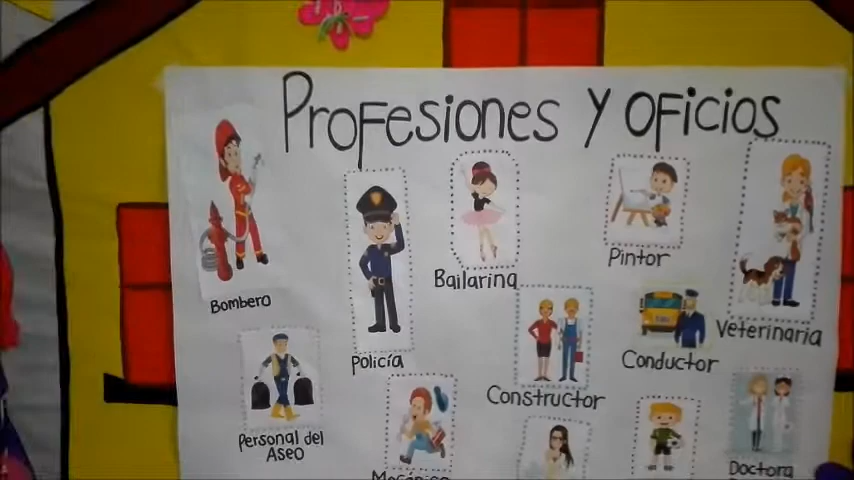 Profesiones y oficios
Bombero
Policía
Bailarina
Pintor
Veterinaria
Conductor
Constructor
Personal del
Aseo
Doctora